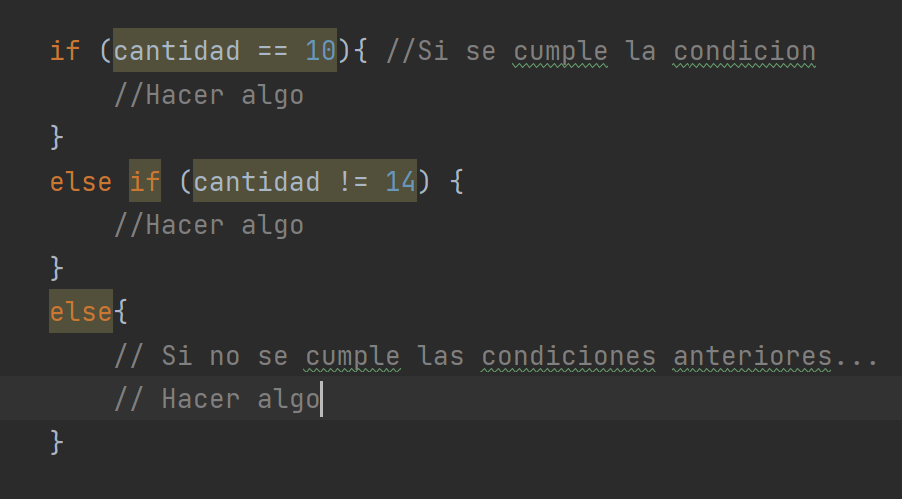 if (cantidad == 10){ //Si se cumple la condicion
    //Hacer algo
}
else if (cantidad != 14) {
    //Hacer algo
}
else{
    // Si no se cumple las condiciones anteriores...
    // Hacer algo
}